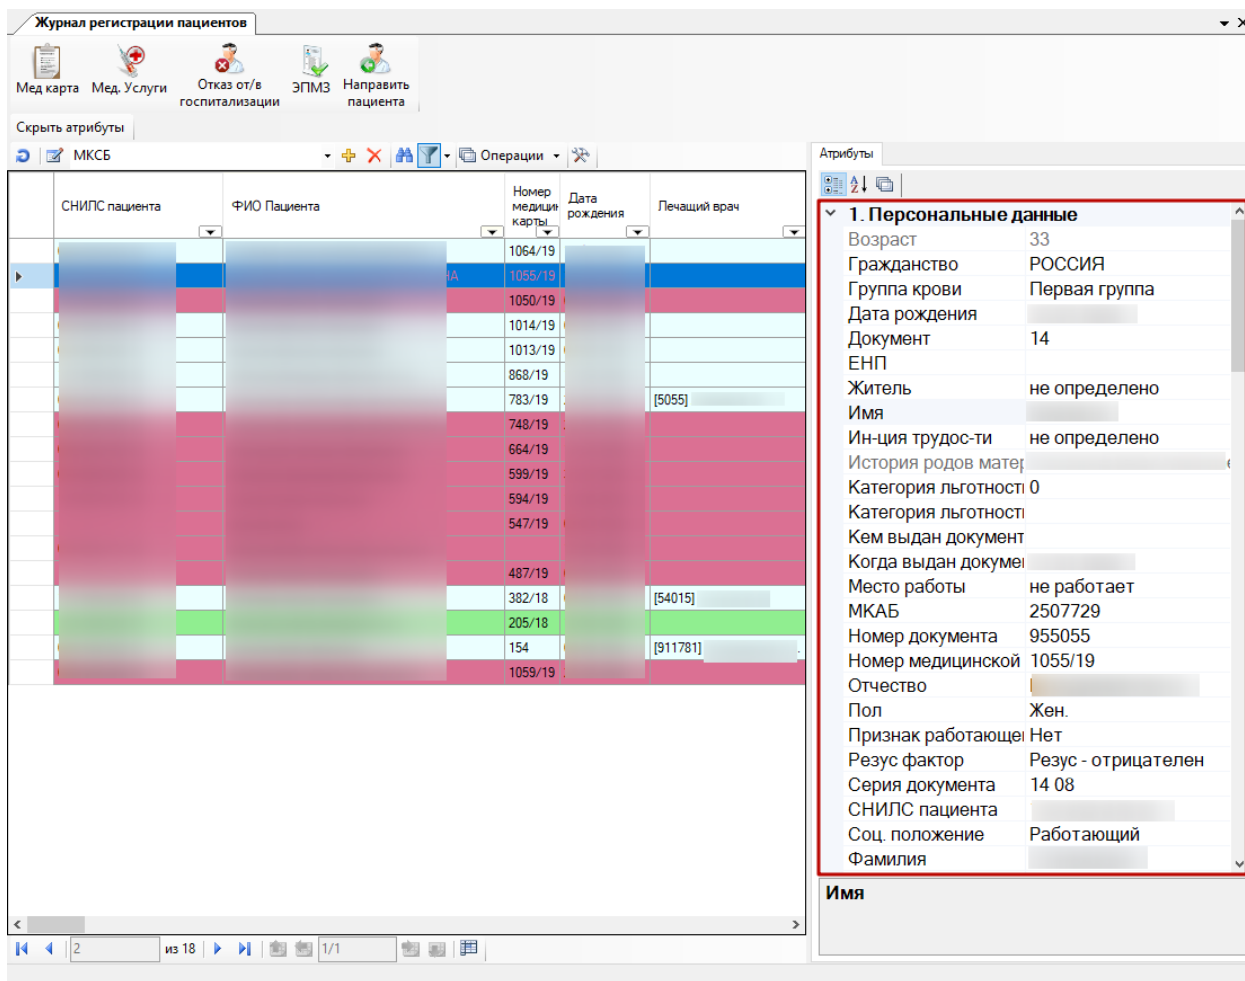 Журнал регистрации пациентов
Мед карта
Мед. Услуги
Отказ от/в
госпитализации
ЭПМЗ
Направить
пациента
Скрыть атрибуты
МКСБ
Операции
СНИЛС пациента
ФИО Пациента
Номер
медицин
карты
Дата
рождения
Лечащий врач
1064/19
НА 1055/19
1050/19
1014/19
1013/19
868/19
783/19 [5055]
748/19
664/19
599/19
594/19
547/19
487/19
382/18 [54015]
205/18
154 [911781]
1059/19
2 из 18 1/1
Атрибуты
1. Персональные данные
Возраст 33
Гражданство РОССИЯ
Группа крови Первая группа
Дата рождения
Документ 14
ЕНП
Житель не определено
Имя
Ин-ция трудос-ти не определено
История родов матер
Категория льготност 0
Категория льготност
Кем выдан документ
Когда выдан докуме
Место работы не работает
МКАБ 2507729
Номер документа 955055
Номер медицинской 1055/19
Отчество
Пол Жен.
Признак работающе Нет
Резус фактор Резус - отрицателен
Серия документа 14 08
СНИЛС пациента
Соц. положение Работающий
Фамилия
Имя